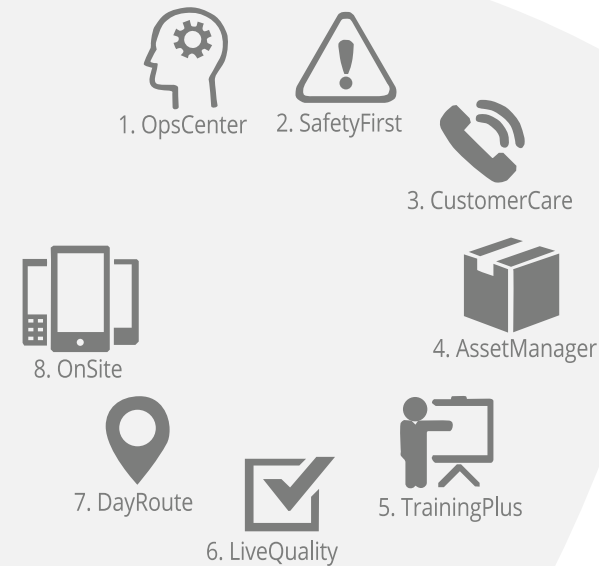 1. OpsCenter
2. SafetyFirst
3. CustomerCare
4. AssetManager
5. TrainingPlus
6. LiveQuality
7. DayRoute
8. OnSite